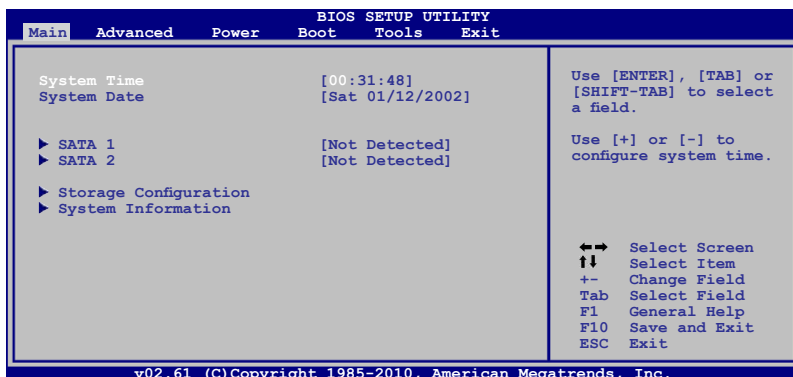 BIOS SETUP UTILITY
Main Advanced Power Boot Tools Exit
System Time [00:31:48]
System Date [Sat 01/12/2002]
SATA 1 [Not Detected]
SATA 2 [Not Detected]
Storage Configuration
System Information
Use [ENTER], [TAB] or
[SHIFT-TAB] to select
a field.
Use [+] or [-] to
configure system time.
Select Screen
Select Item
+- Change Field
Tab Select Field
F1 General Help
F10 Save and Exit
ESC Exit
v02.61 (C)Copyright 1985-2010, American Megatrends, Inc.